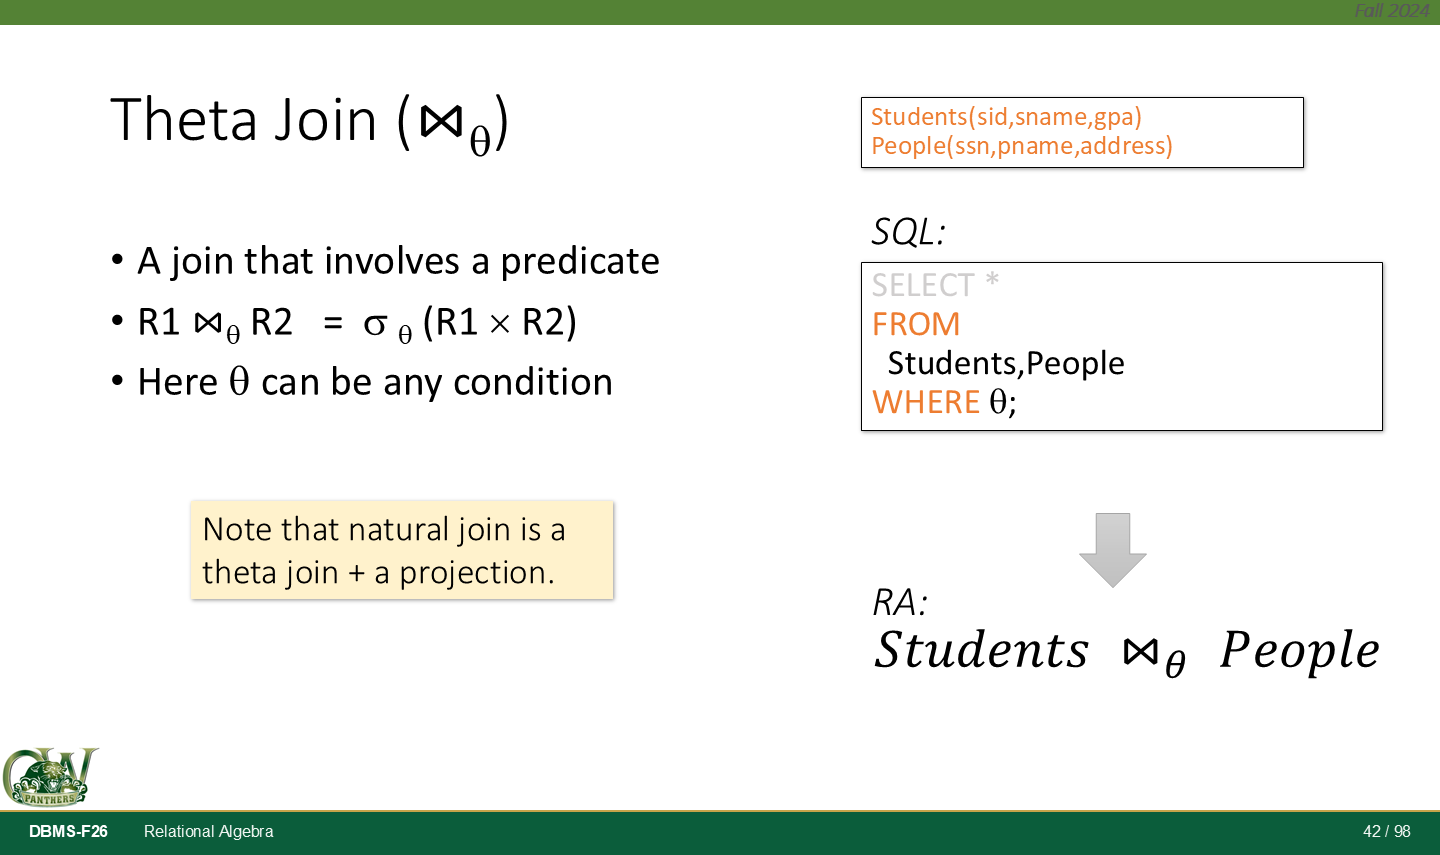 Fall 2024
Theta Join (⋈θ)
Students(sid,sname,gpa)
People(ssn,pname,address)
• A join that involves a predicate
• R1 ⋈θ R2 = σ θ (R1 × R2)
• Here θ can be any condition
Note that natural join is a
theta join + a projection.
SQL:
SELECT *
FROM
Students,People
WHERE θ;
RA:
Students ⋈θ People
CW
PANTHERS
DBMS-F26 Relational Algebra 42 / 98